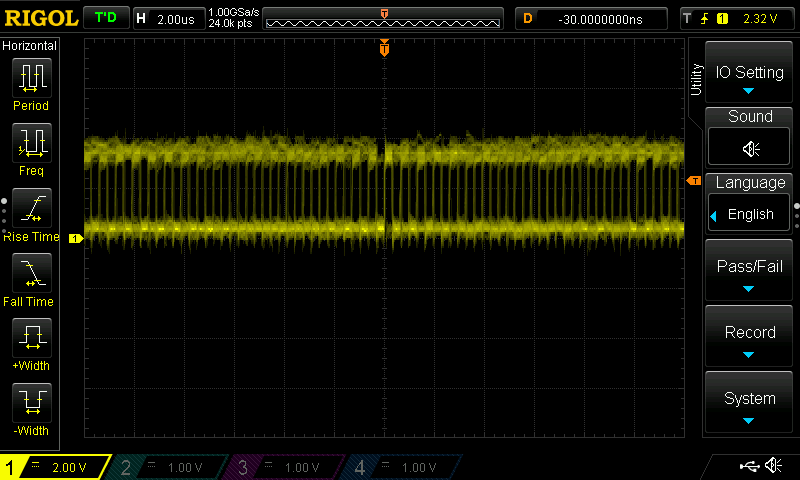 RIGOL T'D H 2.00us 1.00GSa/s 24.0k pts T D -30.0000000ns T 1 2.32 V
Horizontal
Period
Freq
Rise Time
Fall Time
+Width
-Width
T
T
1
Utility
IO Setting
Sound
Language
English
Pass/Fail
Record
System
1 2.00 V 2 1.00 V 3 1.00 V 4 1.00 V